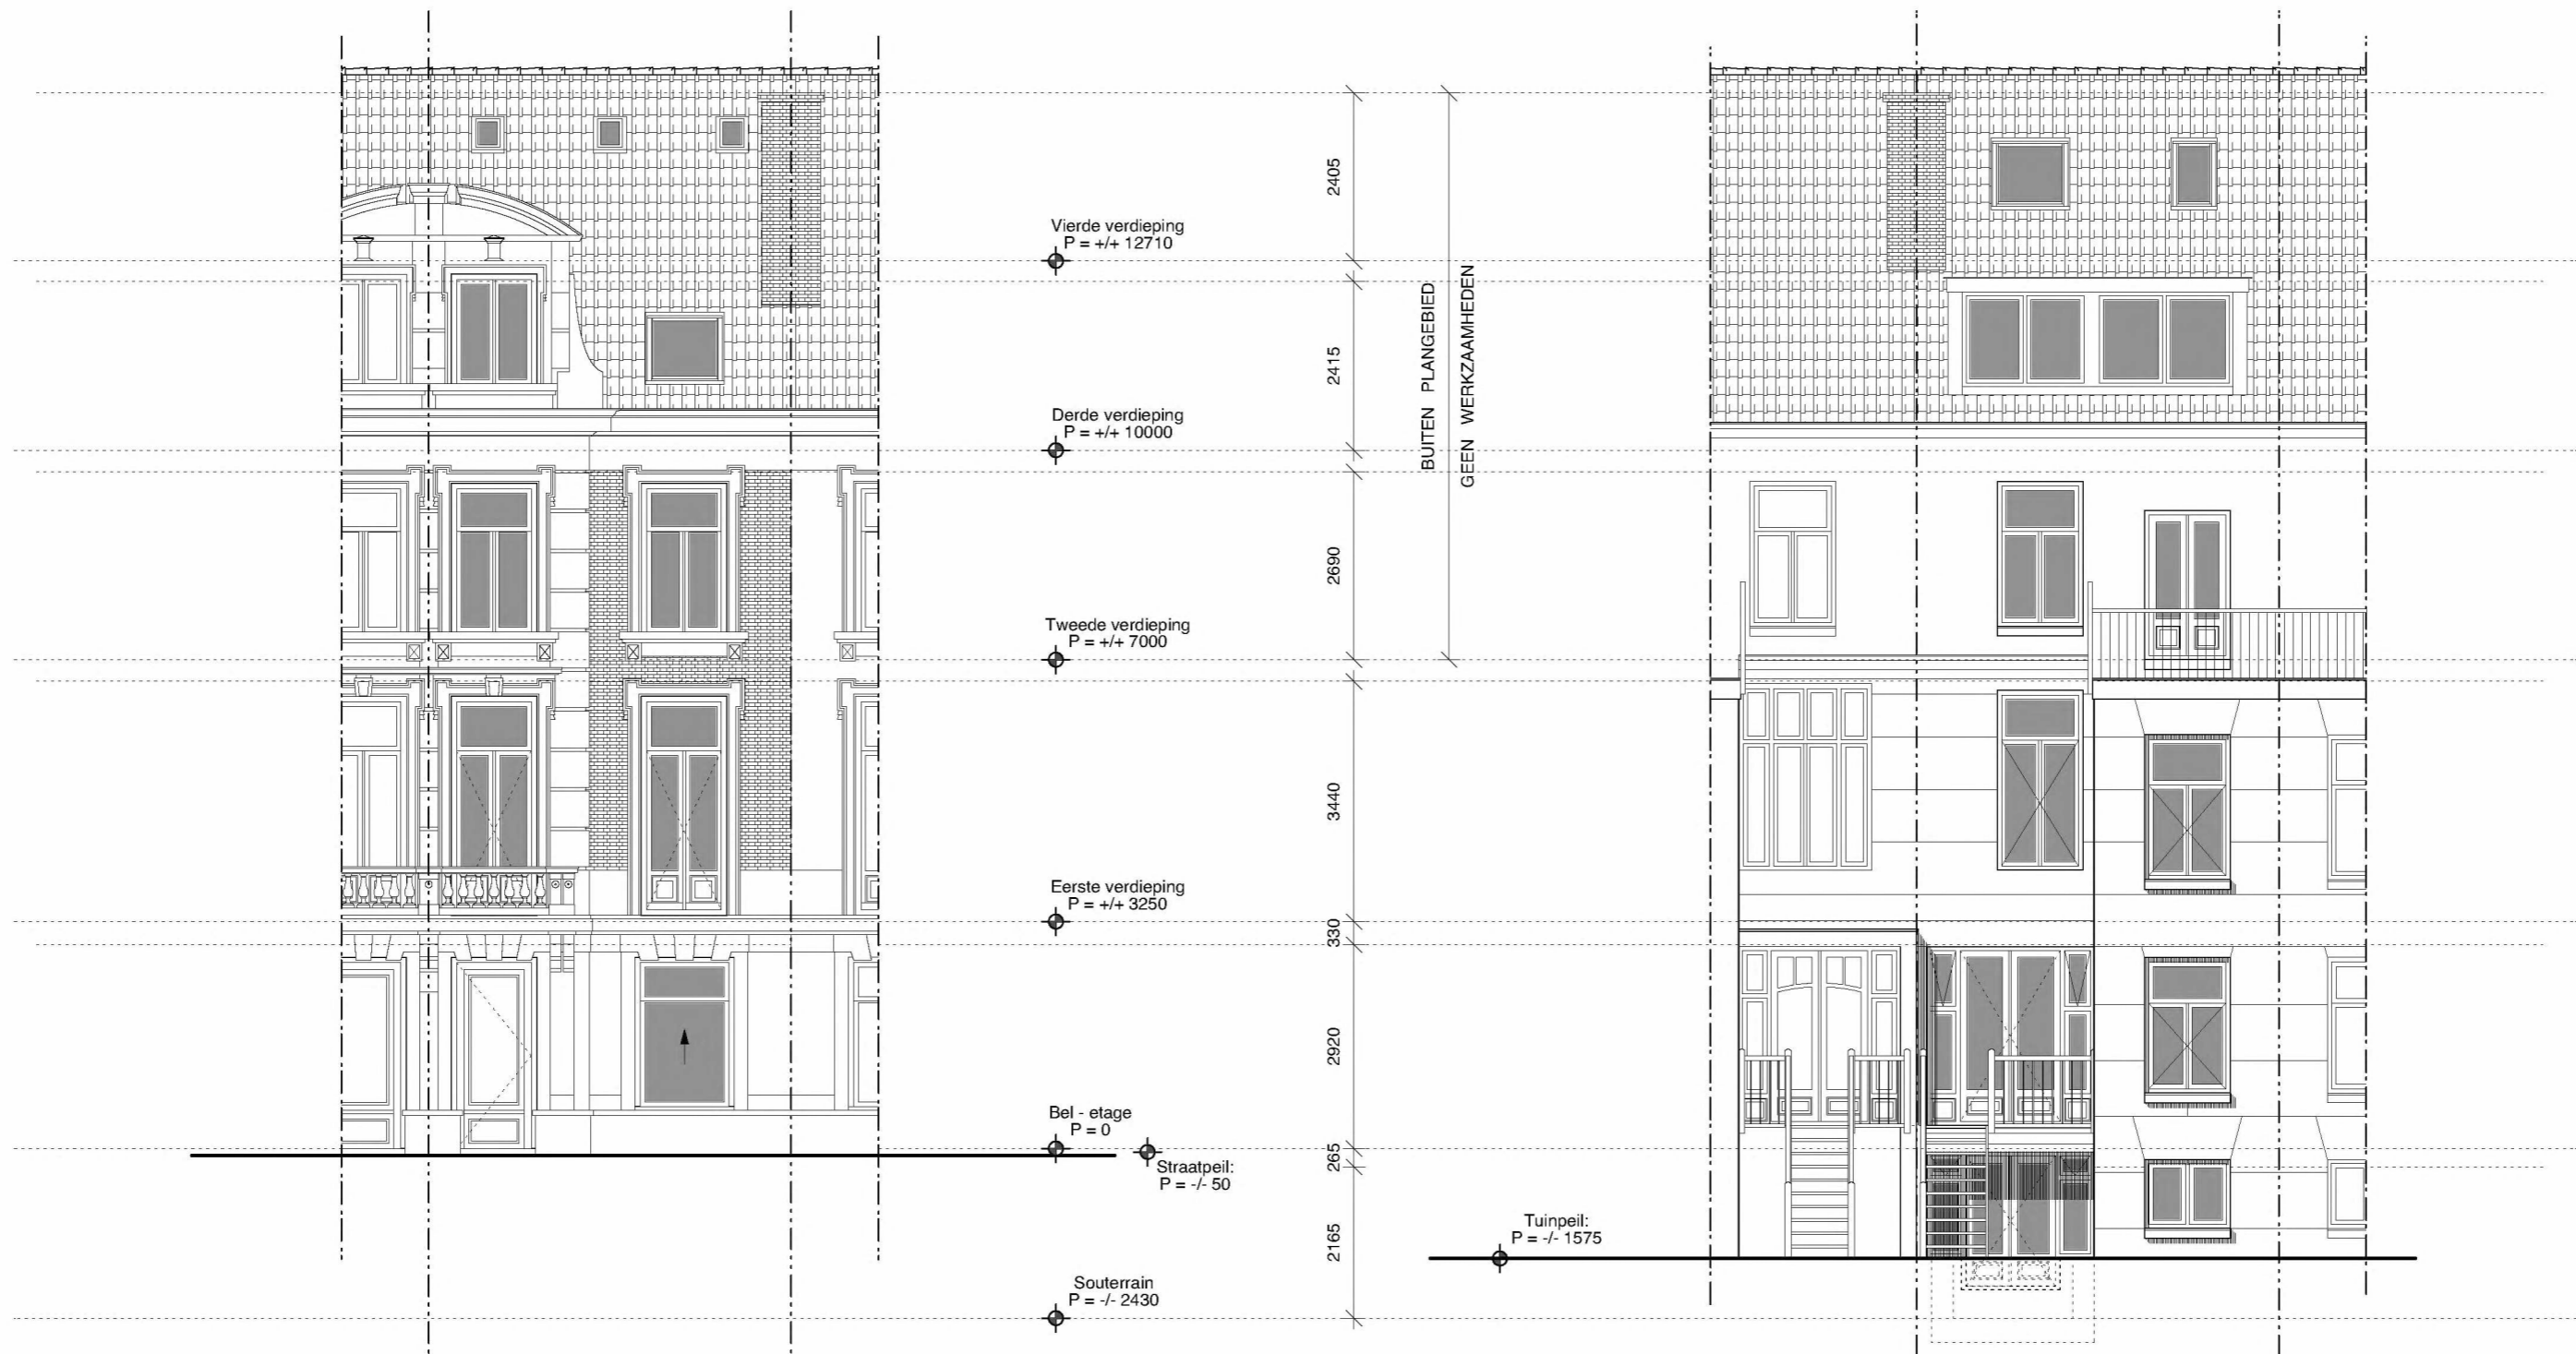 2405
Vierde verdieping
P = +/+ 12710
BUITEN PLANGEBIED
GEEN WERKZAAMHEDEN
2415
Derde verdieping
P = +/+ 10000
2690
Tweede verdieping
P = +/+ 7000
3440
Eerste verdieping
P = +/+ 3250
330
2920
Bel - etage
P = 0
265
Straatpeil:
P = -/- 50
2165
Tuinpeil:
P = -/- 1575
Souterrain
P = -/- 2430